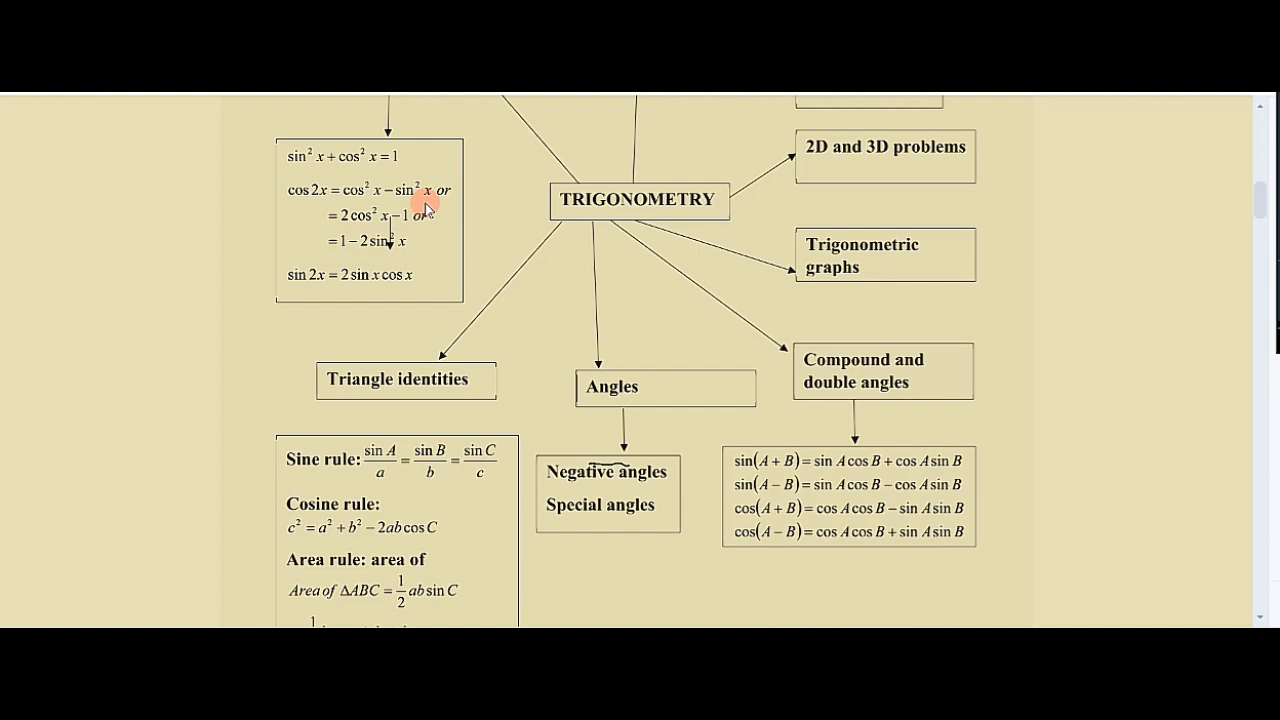 sin² x + cos² x = 1
cos 2x = cos² x − sin² x or
= 2 cos² x − 1 or
= 1 − 2 sin² x
sin 2x = 2 sin x cos x
TRIGONOMETRY
2D and 3D problems
Trigonometric
graphs
Triangle identities
Angles
Compound and
double angles
Sine rule: sin A / a = sin B / b = sin C / c
Cosine rule:
c² = a² + b² − 2ab cos C
Area rule: area of
Area of ΔABC = 1/2 ab sin C
Negative angles
Special angles
sin(A + B) = sin A cos B + cos A sin B
sin(A − B) = sin A cos B − cos A sin B
cos(A + B) = cos A cos B − sin A sin B
cos(A − B) = cos A cos B + sin A sin B